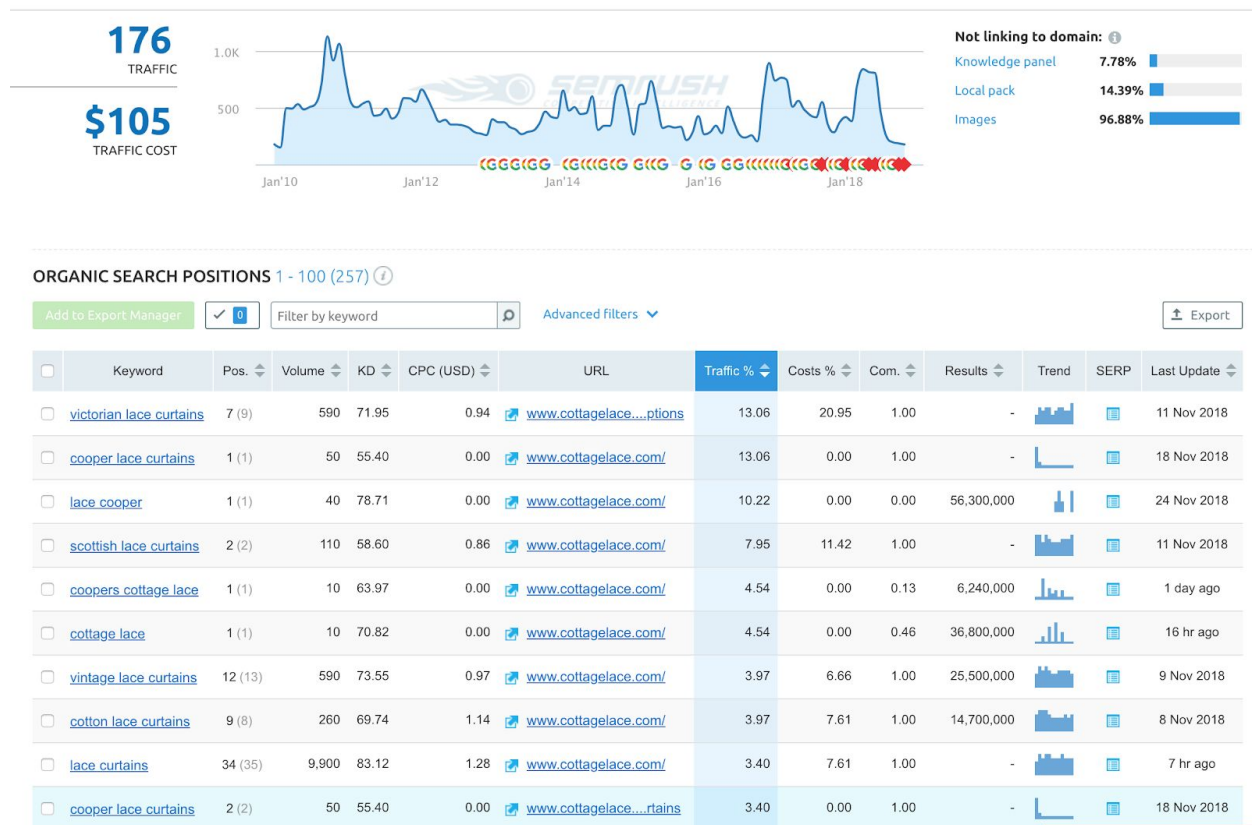 176
TRAFFIC
$105
TRAFFIC COST
1.0K
500
SEMRUSH
Jan'10 Jan'12 Jan'14 Jan'16 Jan'18
Not linking to domain:
Knowledge panel 7.78%
Local pack 14.39%
Images 96.88%
ORGANIC SEARCH POSITIONS 1 - 100 (257)
Add to Export Manager 0 Filter by keyword Advanced filters Export
Keyword Pos. Volume KD CPC (USD) URL Traffic % Costs % Com. Results Trend SERP Last Update
victorian lace curtains 7 (9) 590 71.95 0.94 www.cottagelace....ptions 13.06 20.95 1.00 - 11 Nov 2018
cooper lace curtains 1 (1) 50 55.40 0.00 www.cottagelace.com/ 13.06 0.00 1.00 - 18 Nov 2018
lace cooper 1 (1) 40 78.71 0.00 www.cottagelace.com/ 10.22 0.00 0.00 56,300,000 24 Nov 2018
scottish lace curtains 2 (2) 110 58.60 0.86 www.cottagelace.com/ 7.95 11.42 1.00 - 11 Nov 2018
coopers cottage lace 1 (1) 10 63.97 0.00 www.cottagelace.com/ 4.54 0.00 0.13 6,240,000 1 day ago
cottage lace 1 (1) 10 70.82 0.00 www.cottagelace.com/ 4.54 0.00 0.46 36,800,000 16 hr ago
vintage lace curtains 12 (13) 590 73.55 0.97 www.cottagelace.com/ 3.97 6.66 1.00 25,500,000 9 Nov 2018
cotton lace curtains 9 (8) 260 69.74 1.14 www.cottagelace.com/ 3.97 7.61 1.00 14,700,000 8 Nov 2018
lace curtains 34 (35) 9,900 83.12 1.28 www.cottagelace.com/ 3.40 7.61 1.00 - 7 hr ago
cooper lace curtains 2 (2) 50 55.40 0.00 www.cottagelace....rtains 3.40 0.00 1.00 - 18 Nov 2018